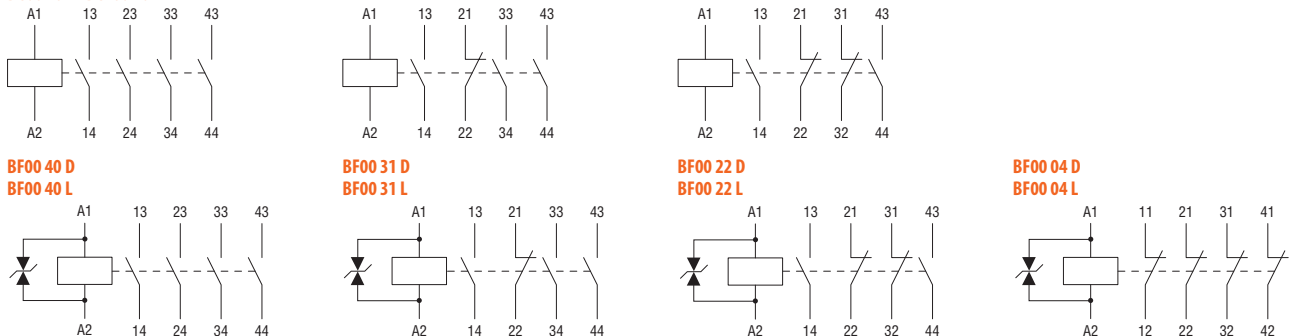 A1 13 23 33 43 A1 13 21 33 43 A1 13 21 31 43
A2 14 24 34 44 A2 14 22 34 44 A2 14 22 32 44
BF00 40 D BF00 31 D BF00 22 D BF00 04 D
BF00 40 L BF00 31 L BF00 22 L BF00 04 L
A1 13 23 33 43 A1 13 21 33 43 A1 13 21 31 43 A1 11 21 31 41
A2 14 24 34 44 A2 14 22 34 44 A2 14 22 32 44 A2 12 22 32 42